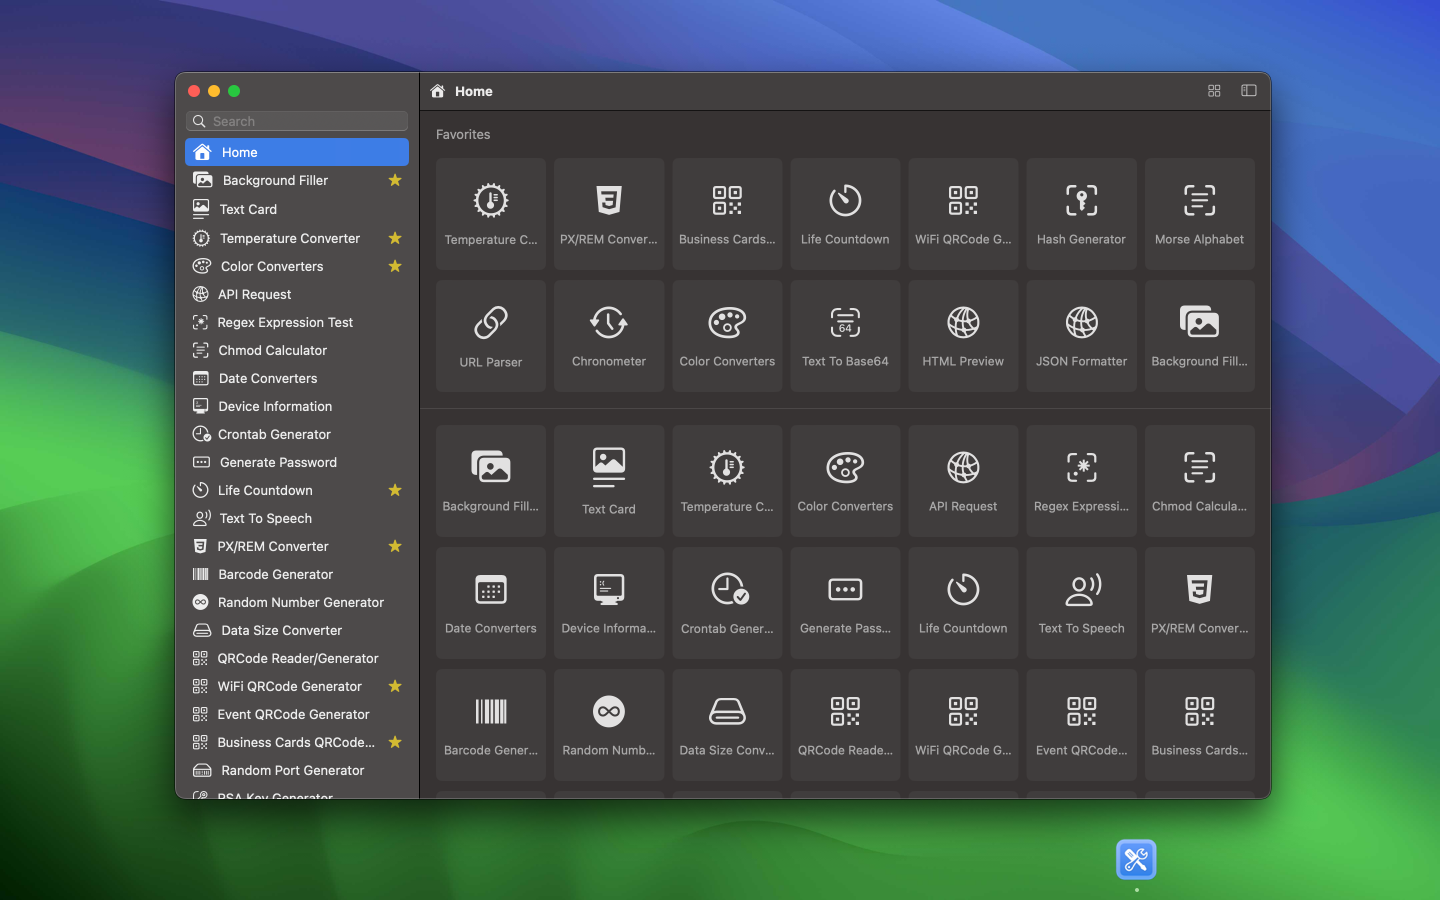 Search
Home
Background Filler
Text Card
Temperature Converter
Color Converters
API Request
Regex Expression Test
Chmod Calculator
Date Converters
Device Information
Crontab Generator
Generate Password
Life Countdown
Text To Speech
PX/REM Converter
Barcode Generator
Random Number Generator
Data Size Converter
QRCode Reader/Generator
WiFi QRCode Generator
Event QRCode Generator
Business Cards QRCode...
Random Port Generator
RSA Key Generator
Home
Favorites
Temperature C... PX/REM Conver... Business Cards... Life Countdown WiFi QRCode G... Hash Generator Morse Alphabet
64
URL Parser Chronometer Color Converters Text To Base64 HTML Preview JSON Formatter Background Fill...
Background Fill... Text Card Temperature C... Color Converters API Request Regex Expressi... Chmod Calcula...
Date Converters Device Informa... Crontab Gener... Generate Pass... Life Countdown Text To Speech PX/REM Conver...
Barcode Gener... Random Numb... Data Size Conv... QRCode Reade... WiFi QRCode G... Event QRCode... Business Cards...